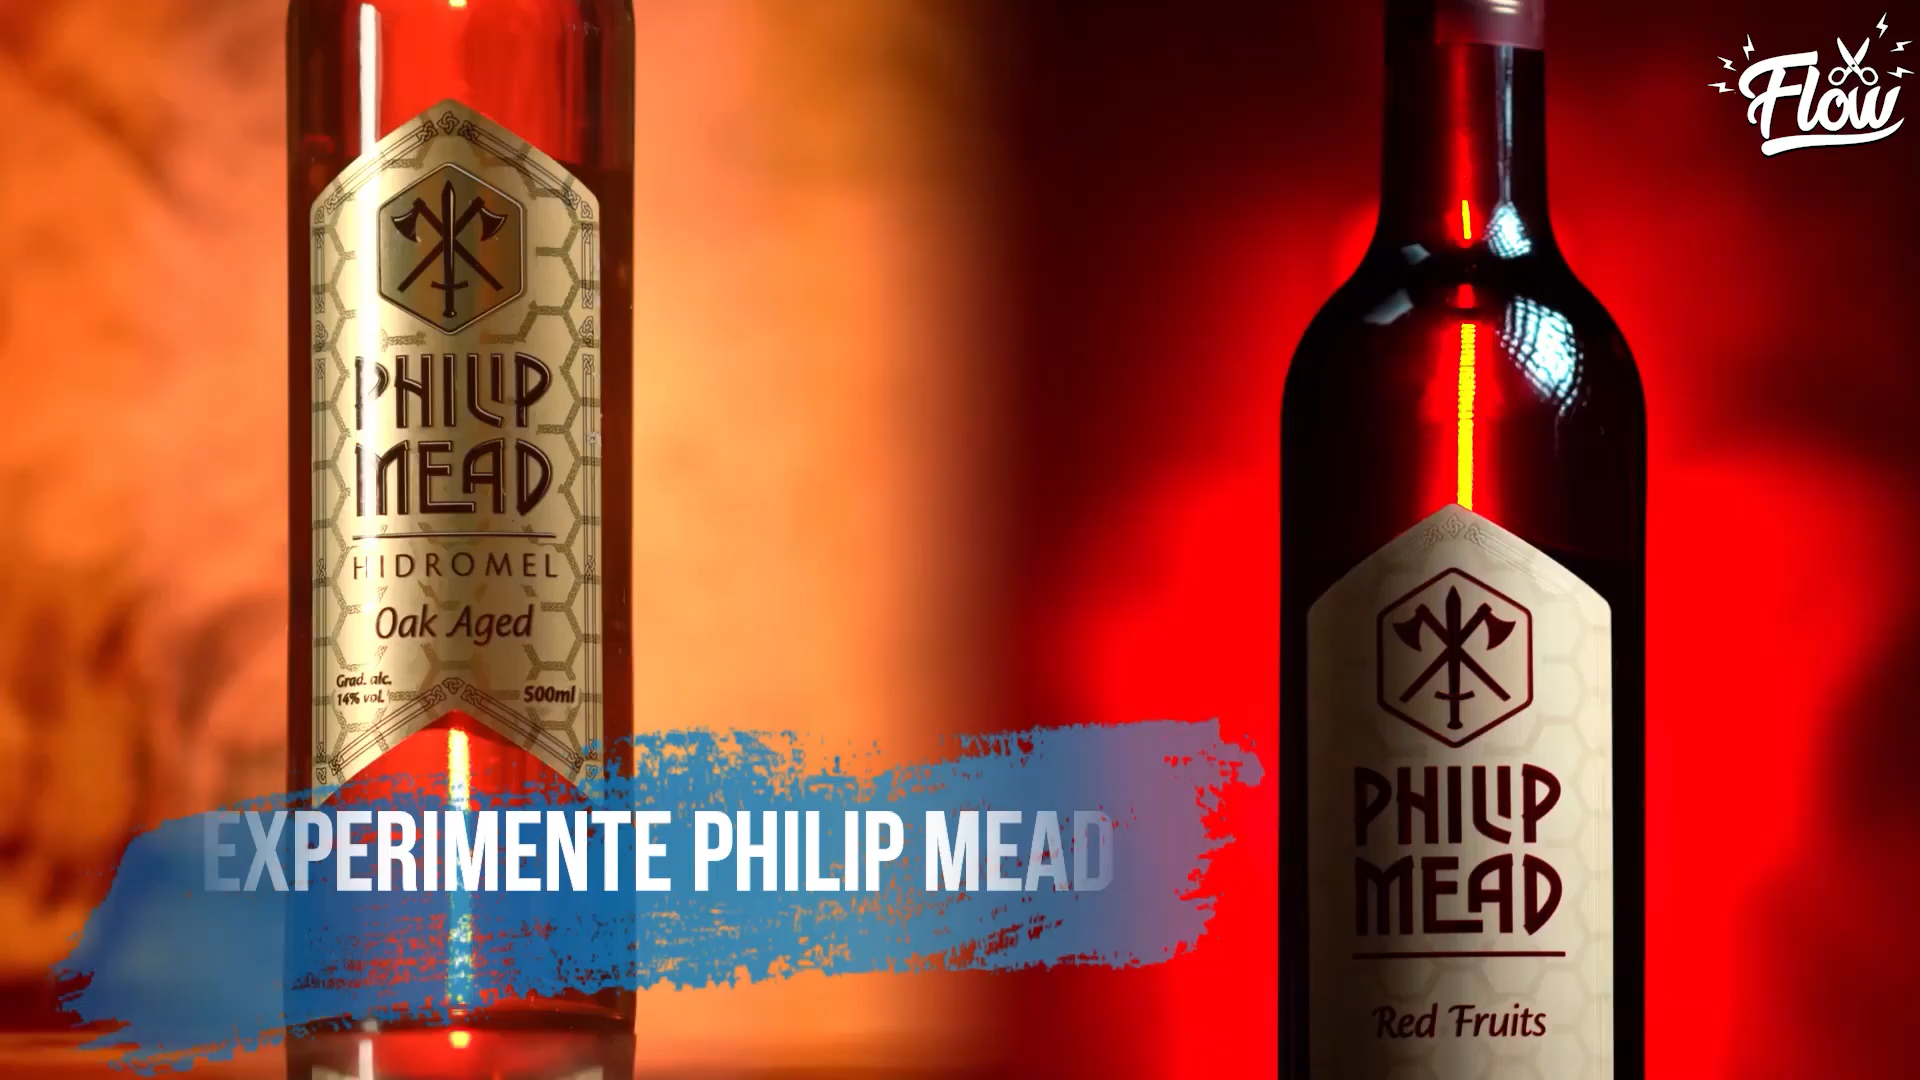 Flow
PHILIP
MEAD
HIDROMEL
Oak Aged
Grad. alc.
14% vol.
500ml
EXPERIMENTE PHILIP MEAD
PHILIP
MEAD
Red Fruits